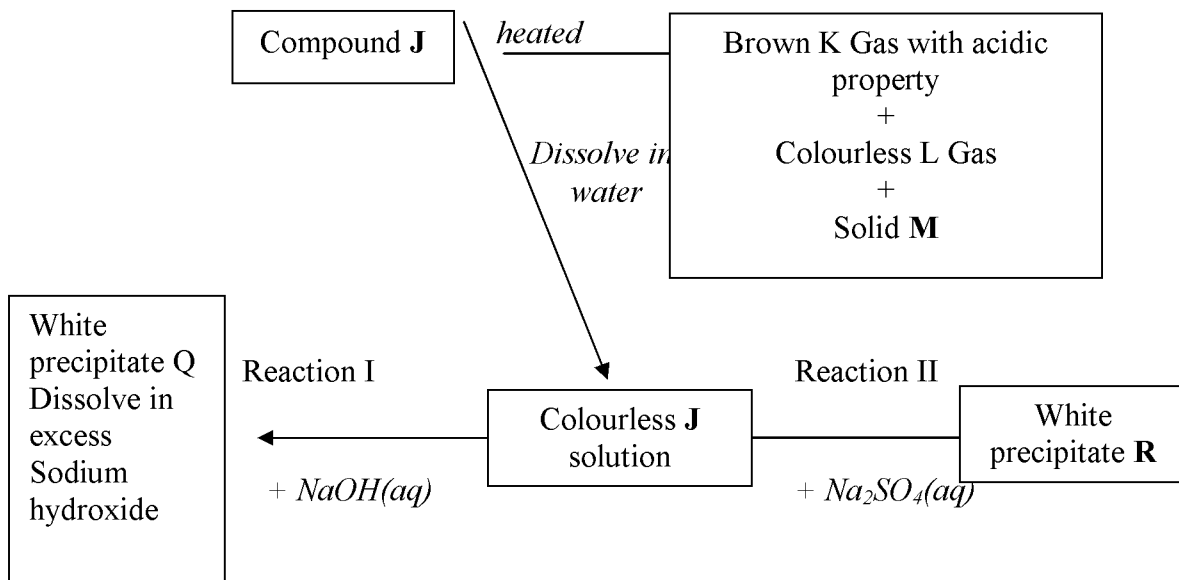 Compound J
heated
Brown K Gas with acidic
property
+
Colourless L Gas
+
Solid M
Dissolve in
water
White
precipitate Q
Dissolve in
excess
Sodium
hydroxide
Reaction I
+ NaOH(aq)
Colourless J
solution
Reaction II
+ Na₂SO₄(aq)
White
precipitate R